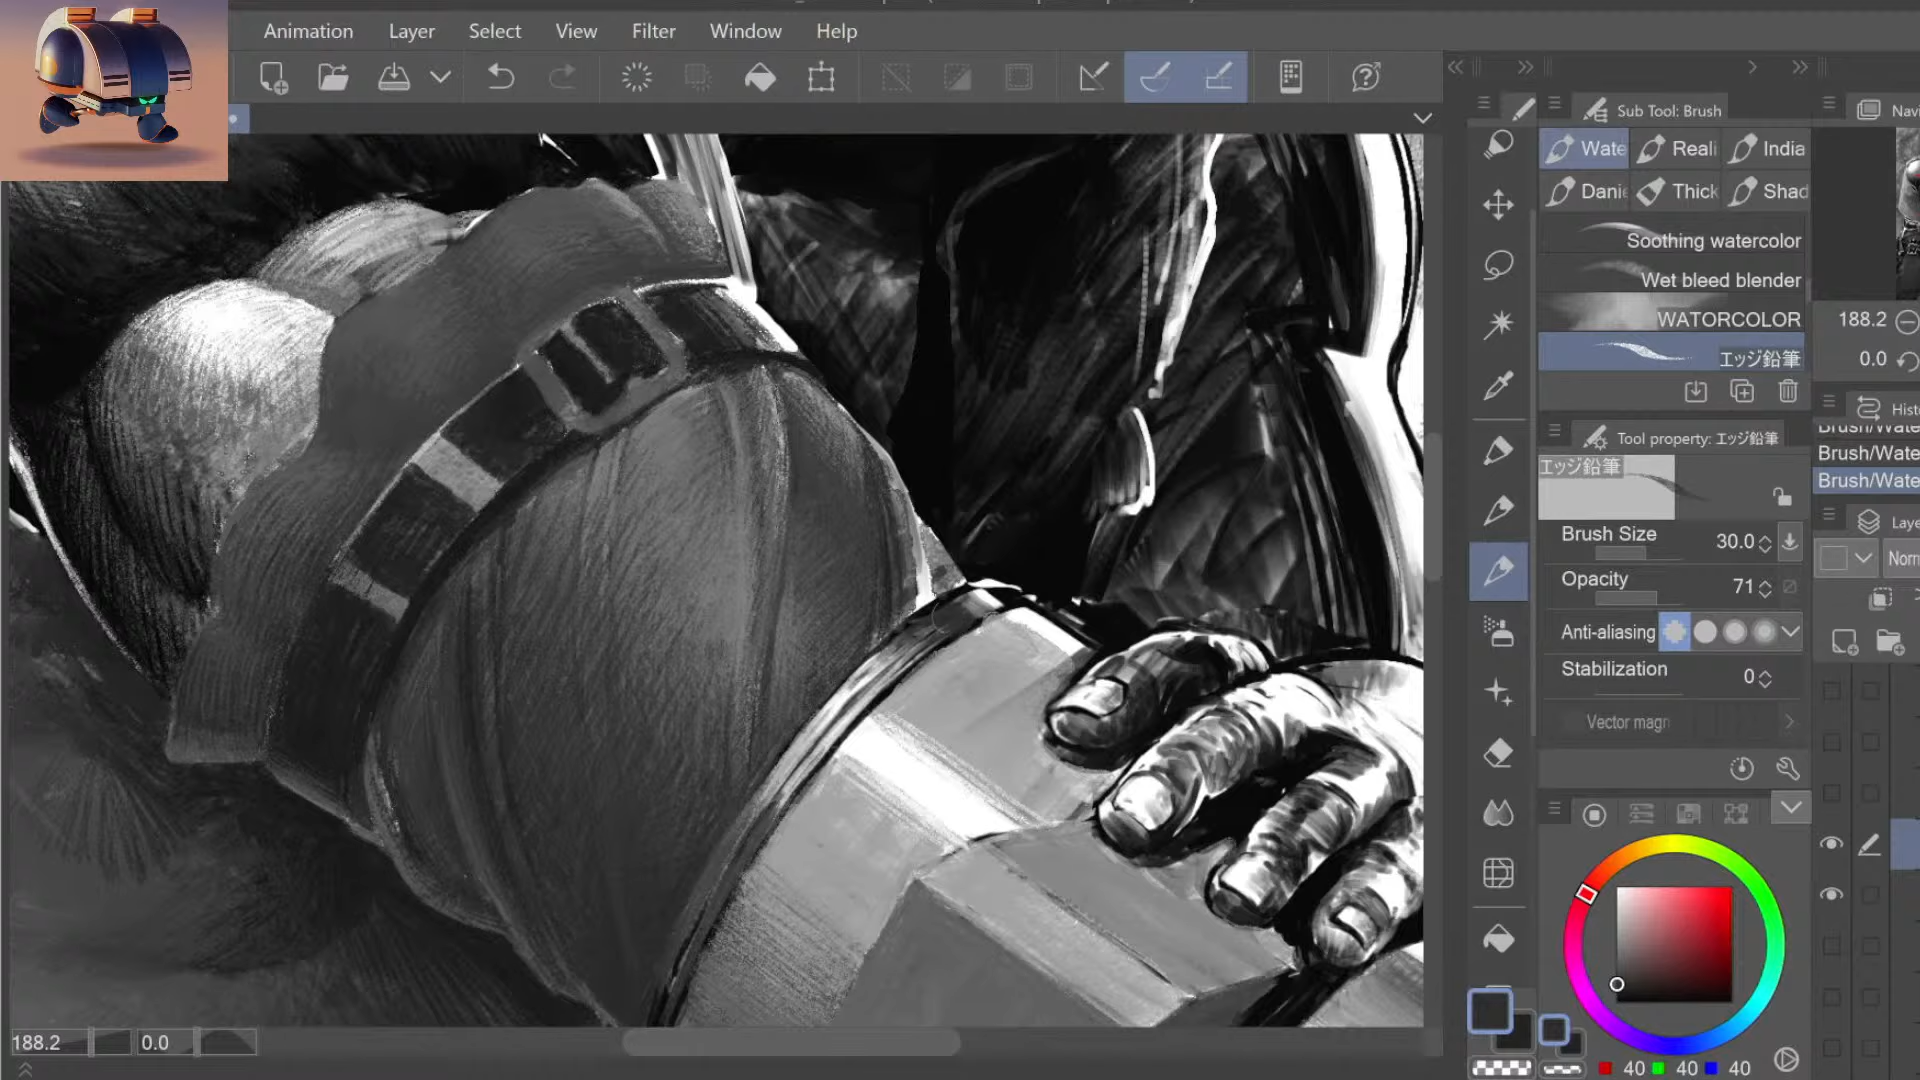 Animation Layer Select View Filter Window Help
Sub Tool: Brush
Navi
Wate Reali India
Danie Thick Shad
Soothing watercolor
Wet bleed blender
WATORCOLOR
188.2
エッジ鉛筆
0.0
Hist
Tool property: エッジ鉛筆
Brush/Wate
Brush/Wate
Brush/Wate
エッジ鉛筆
Laye
Brush Size 30.0
Norm
Opacity 71
Anti-aliasing
Stabilization 0
Vector magn
188.2 0.0
40 40 40